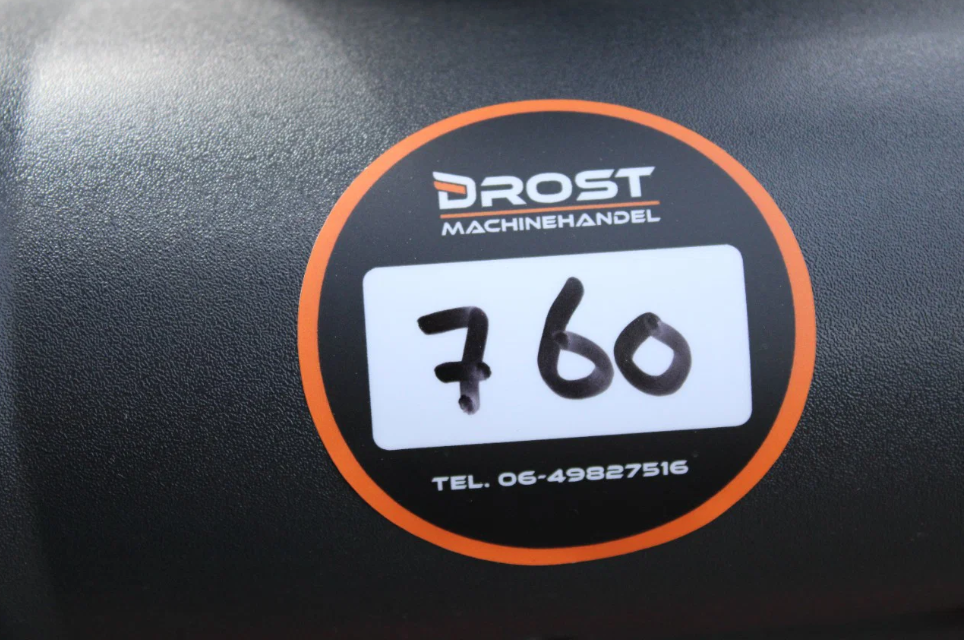 DROST
MACHINEHANDEL
760
TEL. 06-49827516